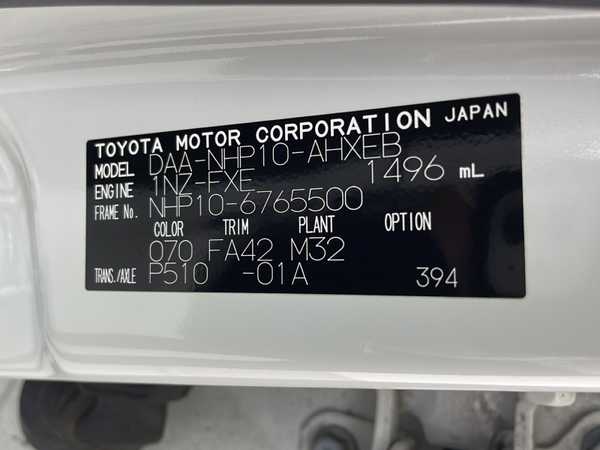 TOYOTA MOTOR CORPORATION JAPAN
MODEL DAA-NHP10-AHXEB
ENGINE 1NZ-FXE 1496 mL
FRAME No. NHP10-6765500
COLOR TRIM PLANT OPTION
070 FA42 M32
TRANS./AXLE P510 -01A 394